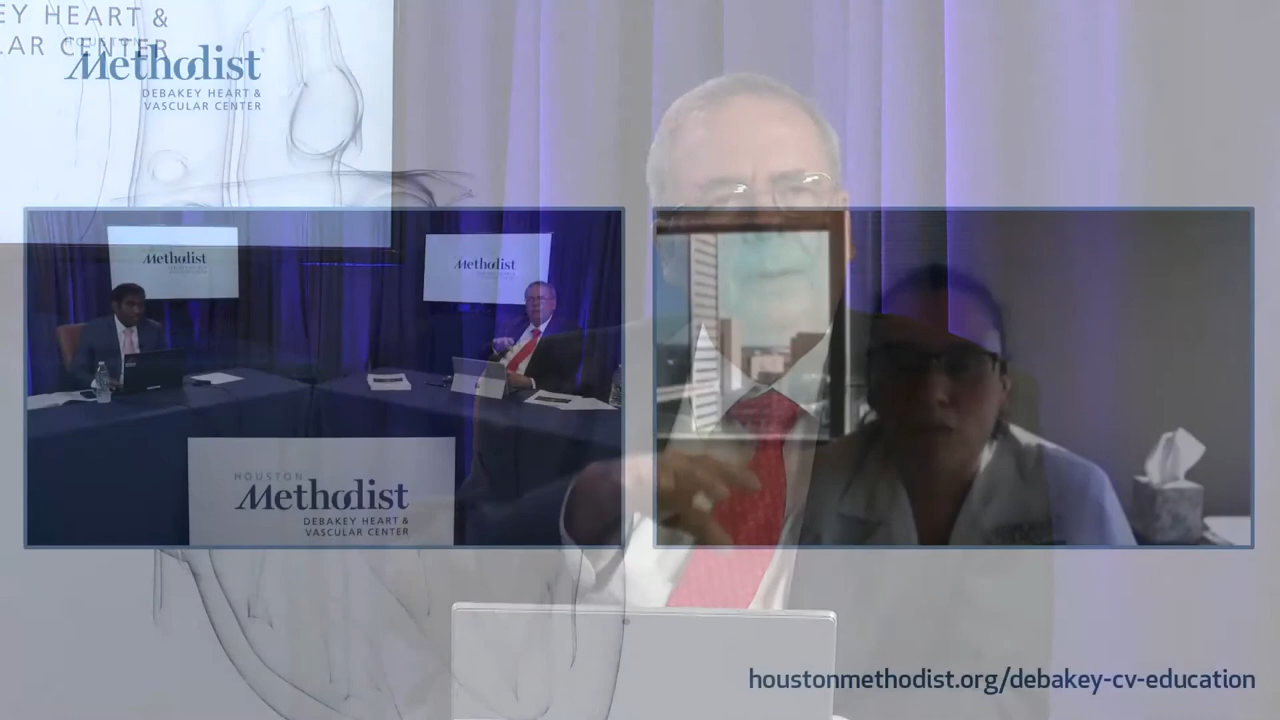 EY HEART &
LAR CENTER
HOUSTON
Methodist
DEBAKEY HEART &
VASCULAR CENTER
Methodist
Methodist
HOUSTON
Methodist
DEBAKEY HEART &
VASCULAR CENTER
houstonmethodist.org/debakey-cv-education